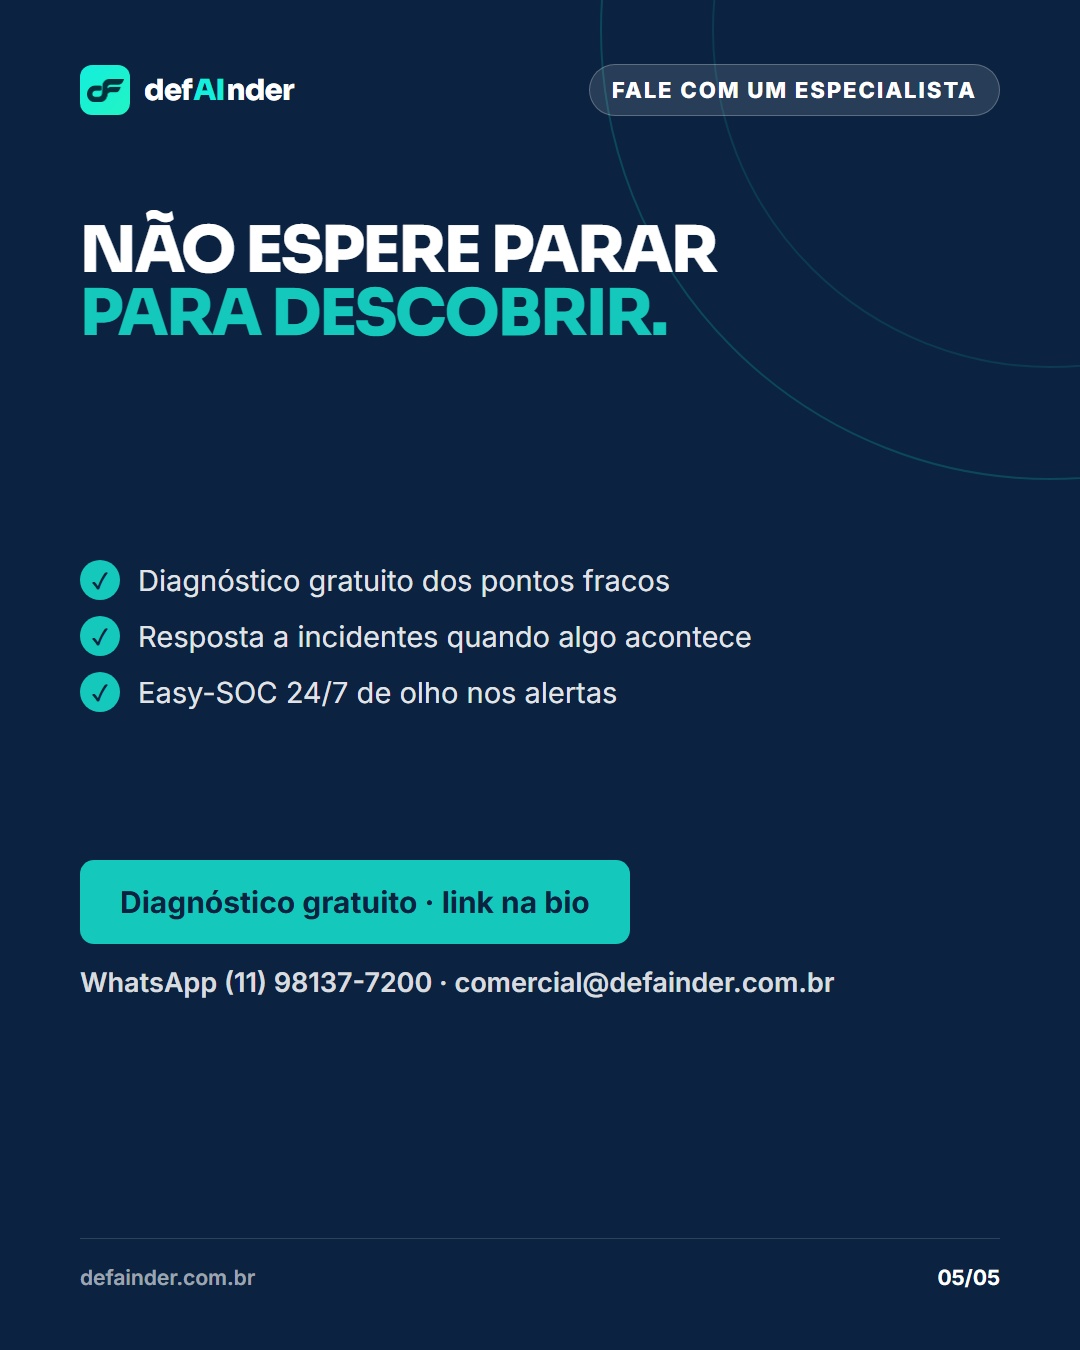 defAInder
FALE COM UM ESPECIALISTA
NÃO ESPERE PARAR
PARA DESCOBRIR.
✓ Diagnóstico gratuito dos pontos fracos
✓ Resposta a incidentes quando algo acontece
✓ Easy-SOC 24/7 de olho nos alertas
Diagnóstico gratuito · link na bio
WhatsApp (11) 98137-7200 · comercial@defainder.com.br
defainder.com.br
05/05